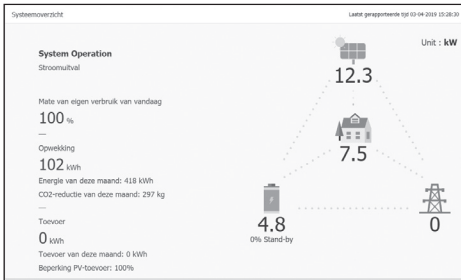 Systeemoverzicht
Laatst gerapporteerde tijd 03-04-2019 15:28:30
Unit : kW
System Operation
Stroomuitval
Mate van eigen verbruik van vandaag
100 %
Opwekking
102 kWh
Energie van deze maand: 418 kWh
CO2-reductie van deze maand: 297 kg
Toevoer
0 kWh
Toevoer van deze maand: 0 kWh
Beperking PV-toevoer: 100%
12.3
7.5
4.8
0% Stand-by
0